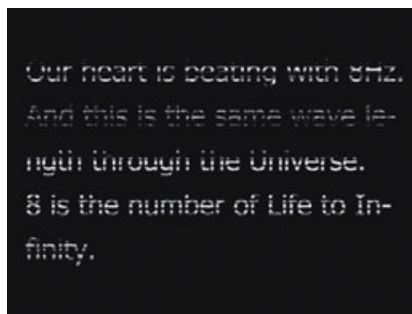 Our heart is beating with 8Hz.
And this is the same wave le-
ngth through the Universe.
8 is the number of Life to In-
finity.